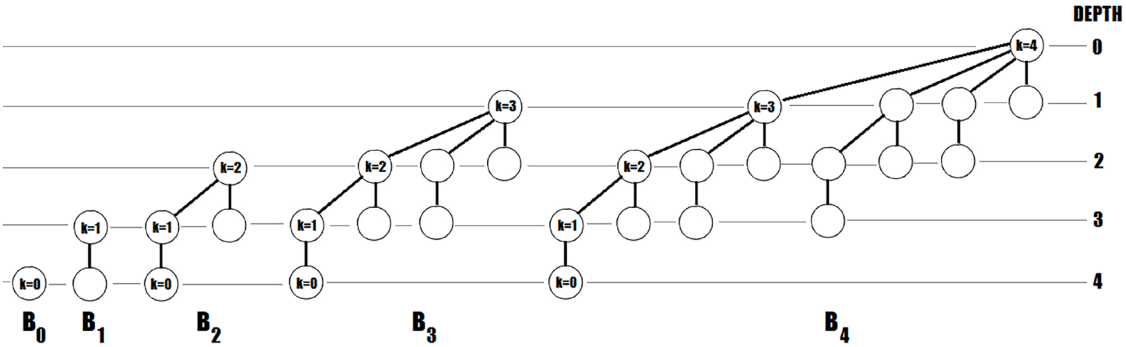 DEPTH
k=4 0
k=3 k=3 1
k=2 k=2 k=2 2
k=1 k=1 k=1 k=1 3
k=0 k=0 k=0 k=0 4
B0 B1 B2 B3 B4